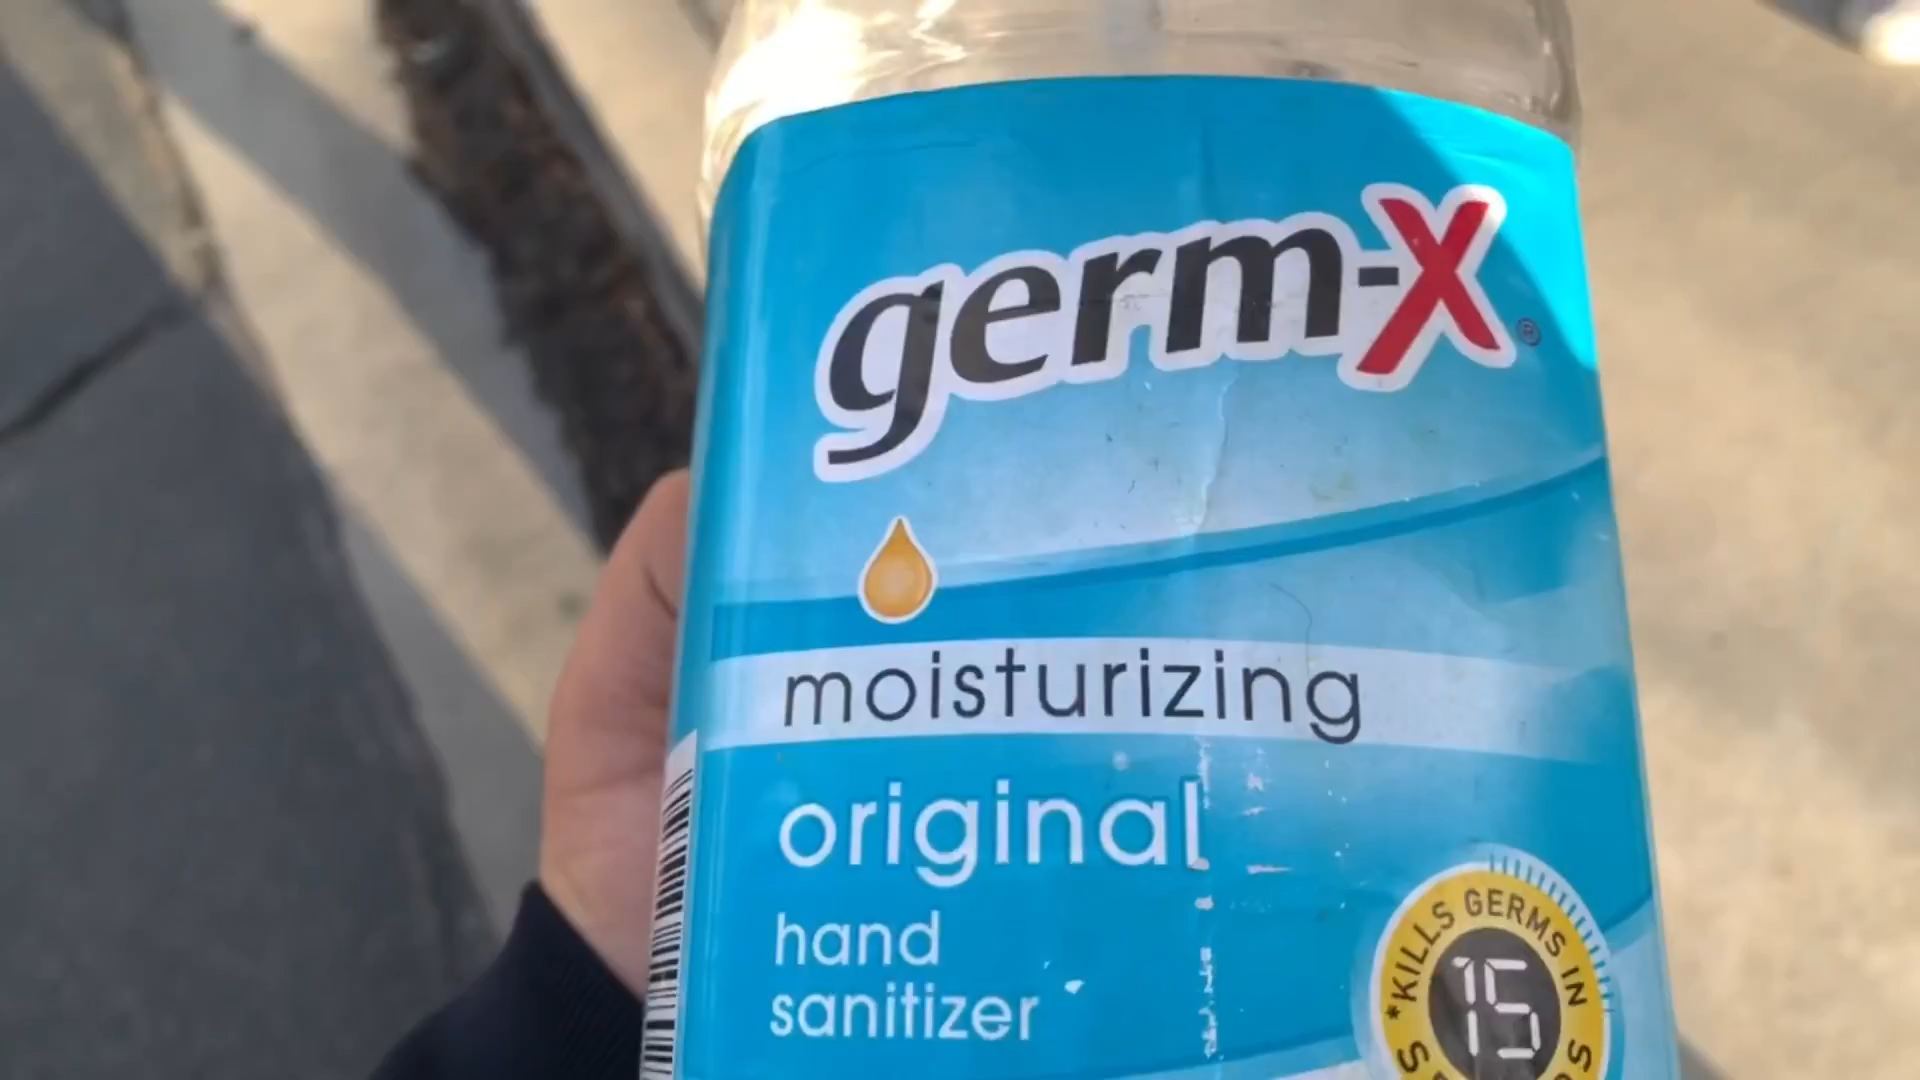 germ-x®
moisturizing
original
hand
sanitizer
*KILLS GERMS IN
15